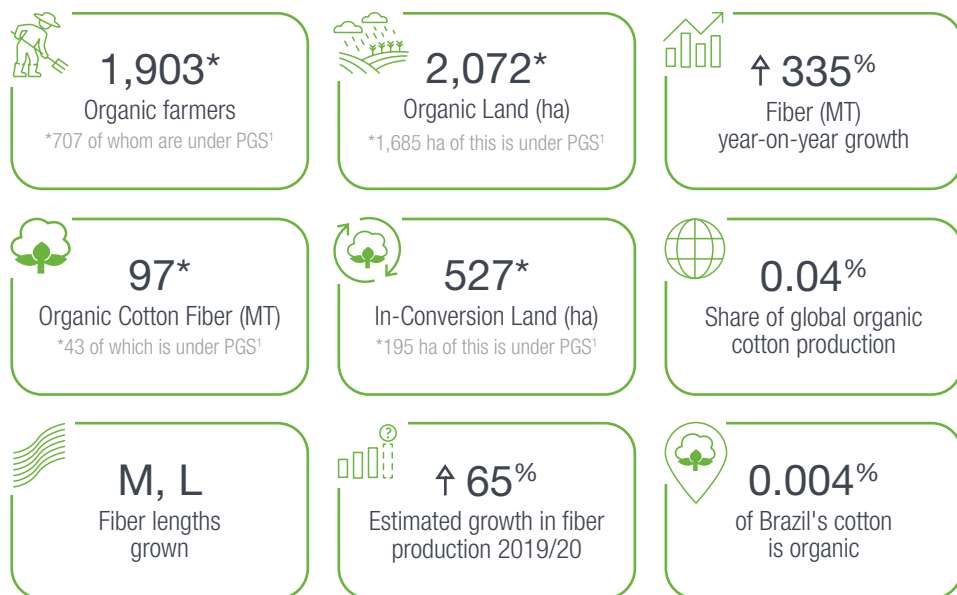 1,903*
Organic farmers
*707 of whom are under PGS¹
2,072*
Organic Land (ha)
*1,685 ha of this is under PGS¹
↑ 335%
Fiber (MT)
year-on-year growth
97*
Organic Cotton Fiber (MT)
*43 of which is under PGS¹
527*
In-Conversion Land (ha)
*195 ha of this is under PGS¹
0.04%
Share of global organic
cotton production
M, L
Fiber lengths
grown
?
↑ 65%
Estimated growth in fiber
production 2019/20
0.004%
of Brazil's cotton
is organic